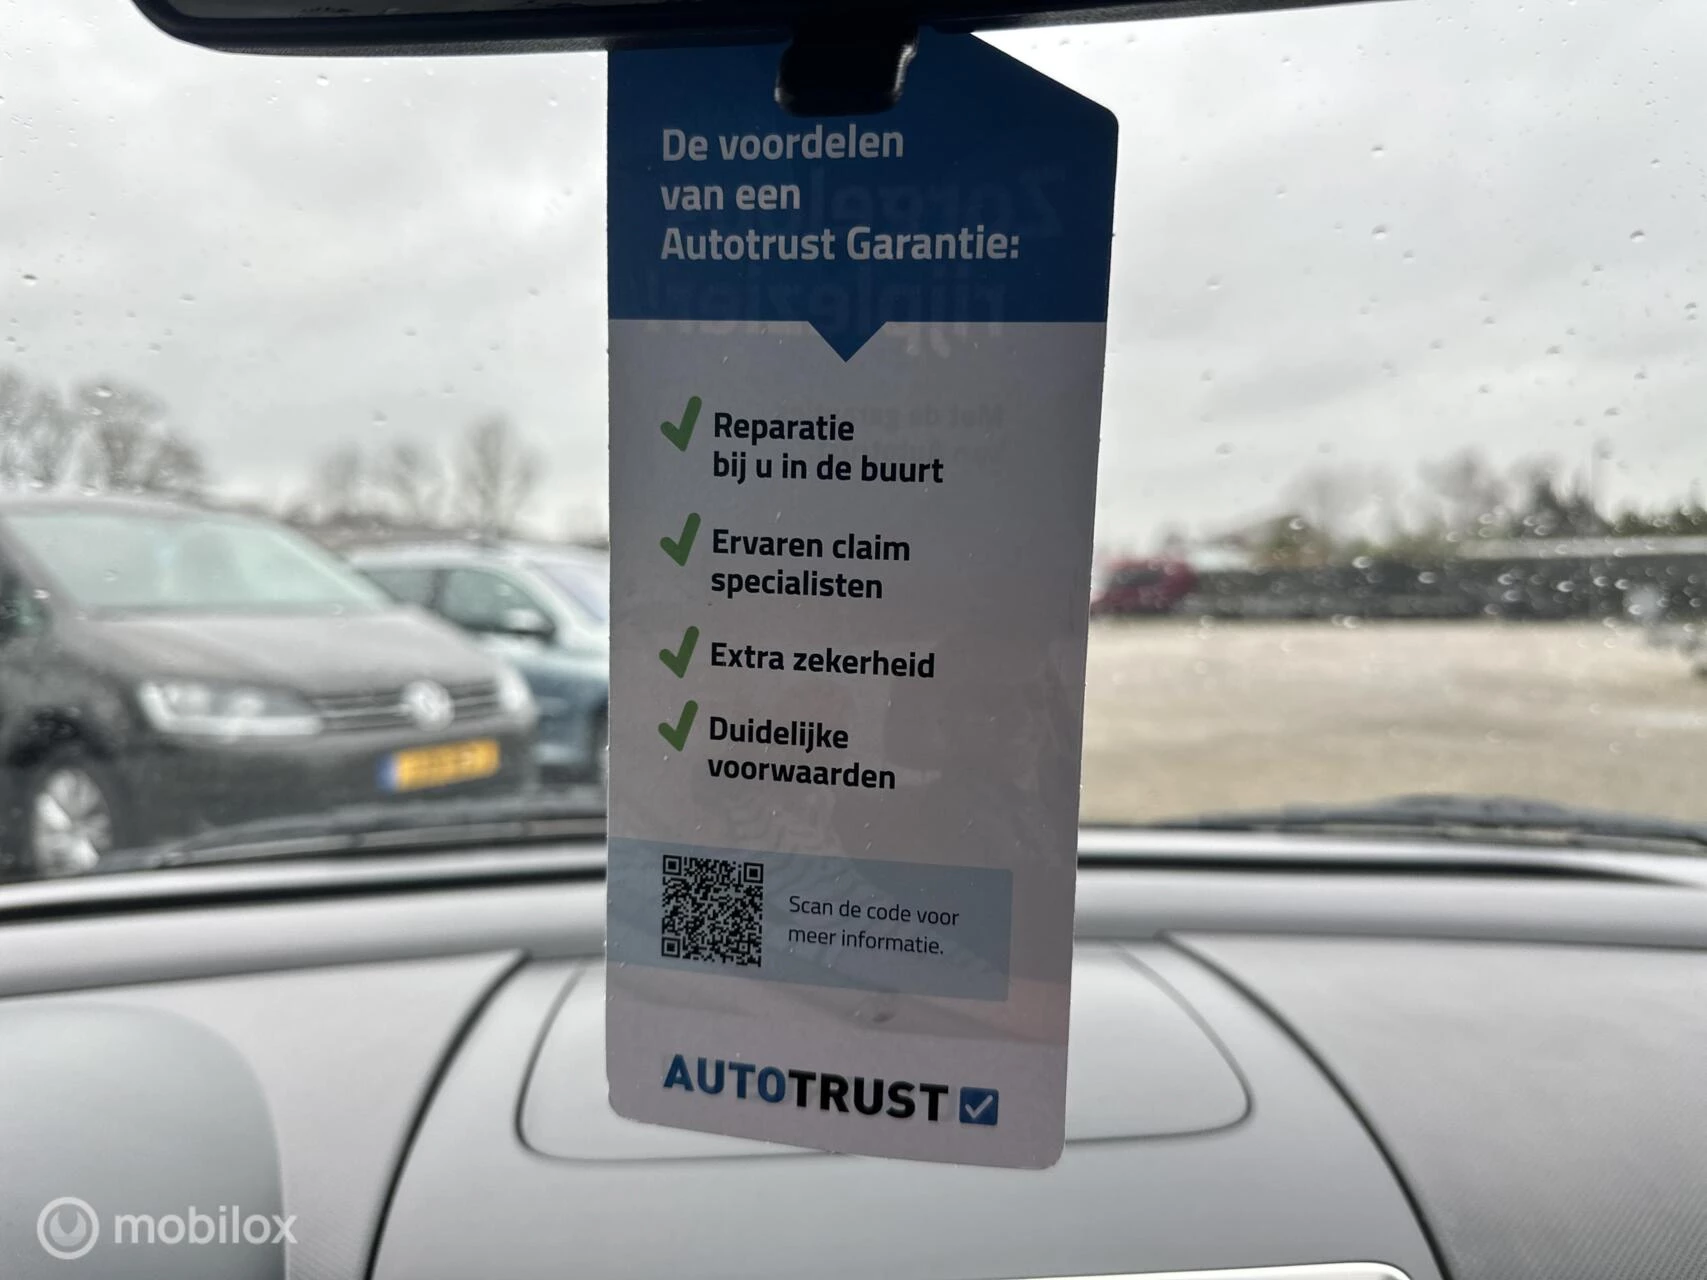 De voordelen
van een
Autotrust Garantie:
Reparatie
bij u in de buurt
Ervaren claim
specialisten
Extra zekerheid
Duidelijke
voorwaarden
Scan de code voor
meer informatie.
AUTOTRUST
mobilox